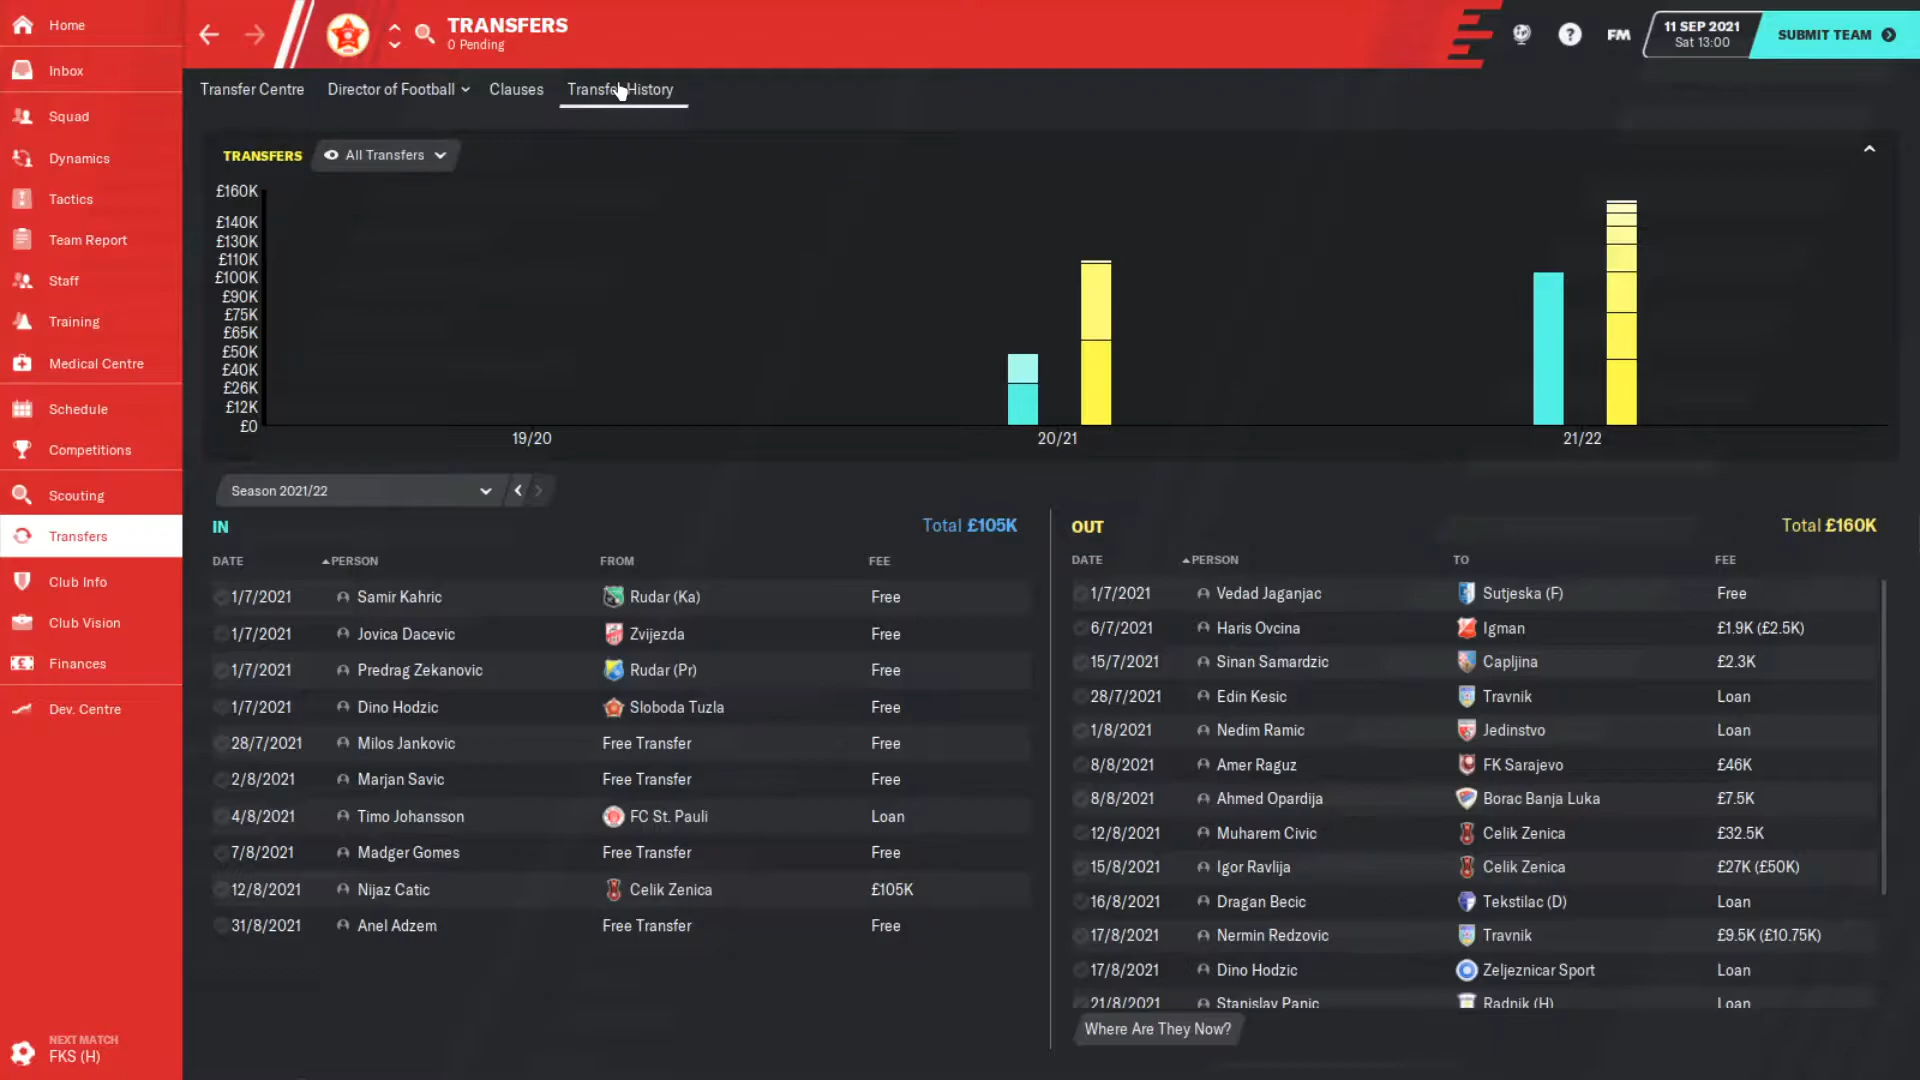 Home
Inbox
Squad
Dynamics
Tactics
Team Report
Staff
Training
Medical Centre
Schedule
Competitions
Scouting
Transfers
Club Info
Club Vision
Finances
Dev. Centre
NEXT MATCH
FKS (H)
TRANSFERS
0 Pending
FM
11 SEP 2021
Sat 13:00
SUBMIT TEAM
Transfer Centre Director of Football Clauses Transfer History
TRANSFERS All Transfers
£160K
£140K
£130K
£110K
£100K
£90K
£75K
£65K
£50K
£40K
£26K
£12K
£0
19/20 20/21 21/22
Season 2021/22
IN Total £105K
DATE PERSON FROM FEE
1/7/2021 Samir Kahric Rudar (Ka) Free
1/7/2021 Jovica Dacevic Zvijezda Free
1/7/2021 Predrag Zekanovic Rudar (Pr) Free
1/7/2021 Dino Hodzic Sloboda Tuzla Free
28/7/2021 Milos Jankovic Free Transfer Free
2/8/2021 Marjan Savic Free Transfer Free
4/8/2021 Timo Johansson FC St. Pauli Loan
7/8/2021 Madger Gomes Free Transfer Free
12/8/2021 Nijaz Catic Celik Zenica £105K
31/8/2021 Anel Adzem Free Transfer Free
OUT Total £160K
DATE PERSON TO FEE
1/7/2021 Vedad Jaganjac Sutjeska (F) Free
6/7/2021 Haris Ovcina Igman £1.9K (£2.5K)
15/7/2021 Sinan Samardzic Capljina £2.3K
28/7/2021 Edin Kesic Travnik Loan
1/8/2021 Nedim Ramic Jedinstvo Loan
8/8/2021 Amer Raguz FK Sarajevo £46K
8/8/2021 Ahmed Opardija Borac Banja Luka £7.5K
12/8/2021 Muharem Civic Celik Zenica £32.5K
15/8/2021 Igor Ravlija Celik Zenica £27K (£50K)
16/8/2021 Dragan Becic Tekstilac (D) Loan
17/8/2021 Nermin Redzovic Travnik £9.5K (£10.75K)
17/8/2021 Dino Hodzic Zeljeznicar Sport Loan
21/8/2021 Stanislav Panic Radnik (H) Loan
Where Are They Now?